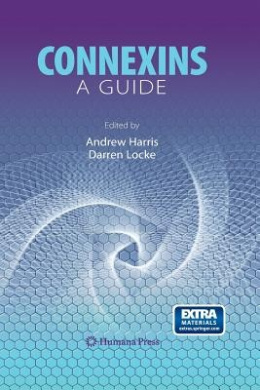 CONNEXINS
A GUIDE
Edited by
Andrew Harris
Darren Locke
EXTRA
MATERIALS
extras.springer.com
Humana Press